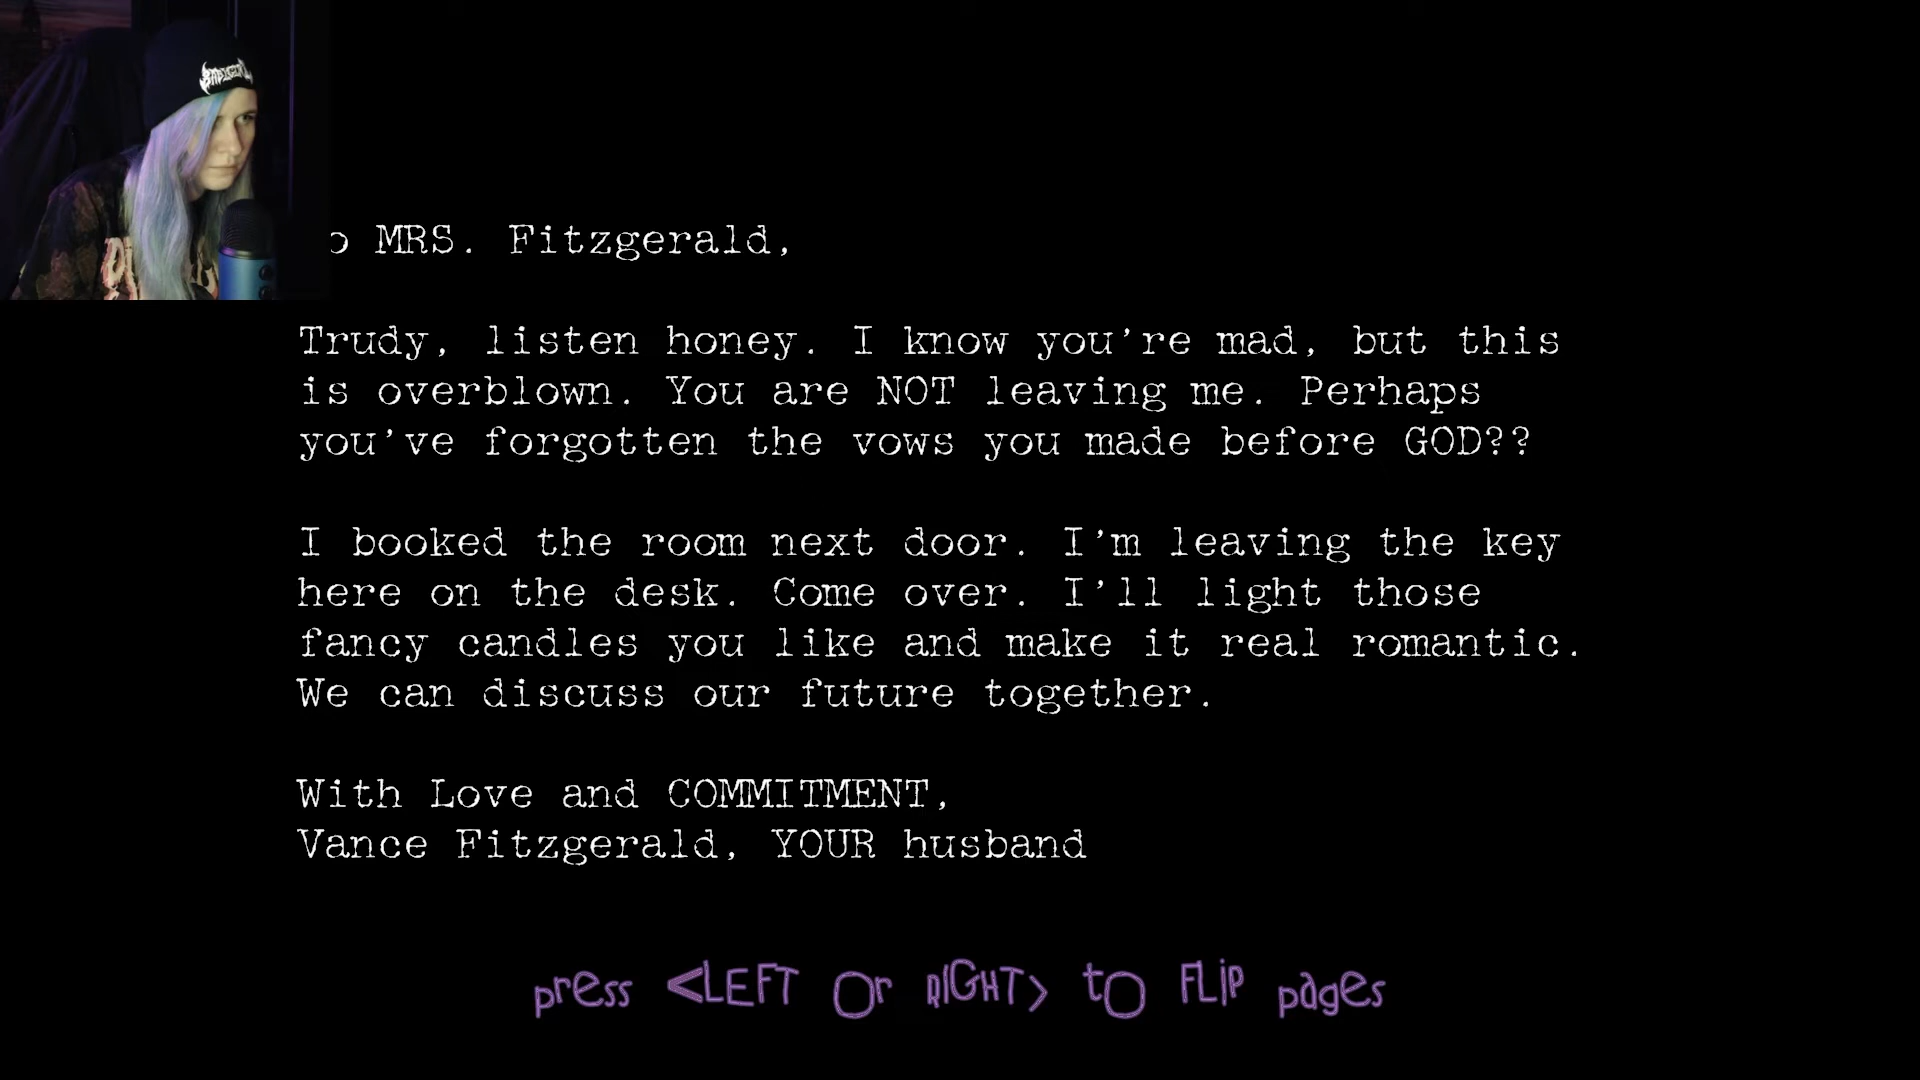 MRS. Fitzgerald,
Trudy, listen honey. I know you're mad, but this
is overblown. You are NOT leaving me. Perhaps
you've forgotten the vows you made before GOD??
I booked the room next door. I'm leaving the key
here on the desk. Come over. I'll light those
fancy candles you like and make it real romantic.
We can discuss our future together.
With Love and COMMITMENT,
Vance Fitzgerald, YOUR husband
press <LEFT Or RIGHT> to FLiP pages